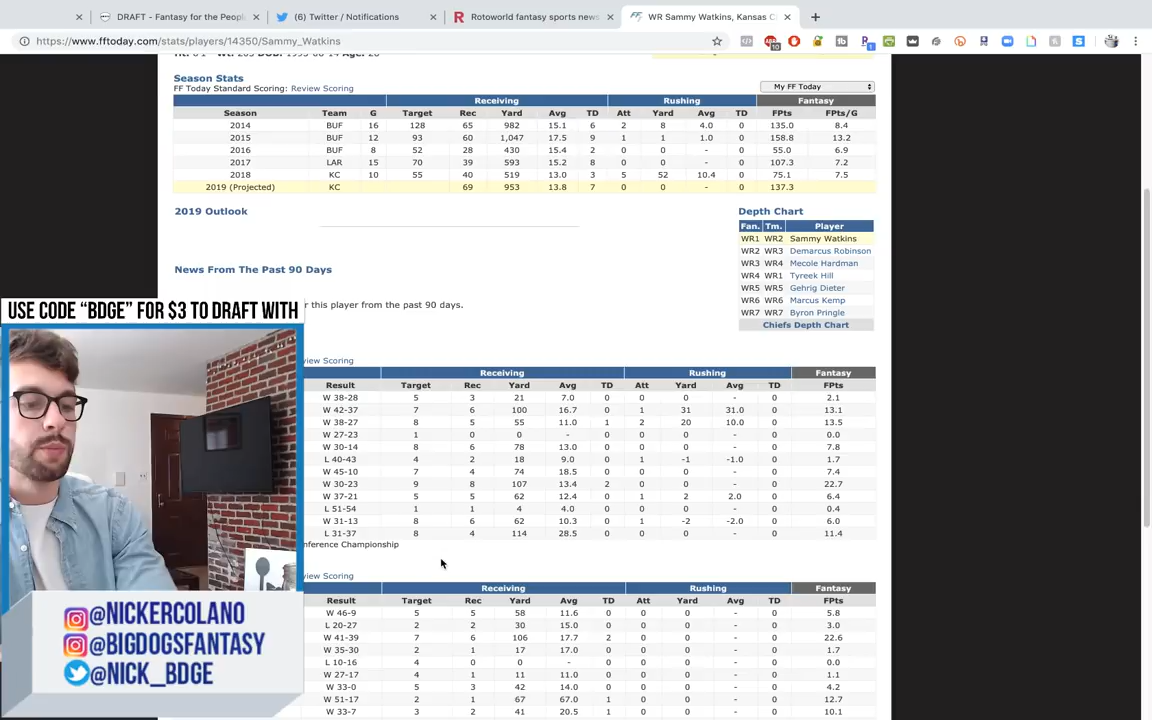 DRAFT - Fantasy for the Peopl
(6) Twitter / Notifications
Rotoworld fantasy sports news
WR Sammy Watkins, Kansas C
https://www.fftoday.com/stats/players/14350/Sammy_Watkins
Season Stats
FF Today Standard Scoring: Review Scoring
My FF Today
Receiving Rushing Fantasy
Season Team G Target Rec Yard Avg TD Att Yard Avg TD FPts FPts/G
2014 BUF 16 128 65 982 15.1 6 2 8 4.0 0 135.0 8.4
2015 BUF 12 93 60 1,047 17.5 9 1 1 1.0 0 158.8 13.2
2016 BUF 8 52 28 430 15.4 2 0 0 - 0 55.0 6.9
2017 LAR 15 70 39 593 15.2 8 0 0 - 0 107.3 7.2
2018 KC 10 55 40 519 13.0 3 5 52 10.4 0 75.1 7.5
2019 (Projected) KC 69 953 13.8 7 0 0 - 0 137.3
2019 Outlook
Depth Chart
Fan. Tm. Player
WR1 WR2 Sammy Watkins
WR2 WR3 Demarcus Robinson
WR3 WR4 Mecole Hardman
WR4 WR1 Tyreek Hill
WR5 WR5 Gehrig Dieter
WR6 WR6 Marcus Kemp
WR7 WR7 Byron Pringle
Chiefs Depth Chart
News From The Past 90 Days
r this player from the past 90 days.
USE CODE "BDGE" FOR $3 TO DRAFT WITH
view Scoring
Receiving Rushing Fantasy
Result Target Rec Yard Avg TD Att Yard Avg TD FPts
W 38-28 5 3 21 7.0 0 0 0 - 0 2.1
W 42-37 7 6 100 16.7 0 1 31 31.0 0 13.1
W 38-27 8 5 55 11.0 1 2 20 10.0 0 13.5
W 27-23 1 0 0 - 0 0 0 - 0 0.0
W 30-14 8 6 78 13.0 0 0 0 - 0 7.8
L 40-43 4 2 18 9.0 0 1 -1 -1.0 0 1.7
W 45-10 7 4 74 18.5 0 0 0 - 0 7.4
W 30-23 9 8 107 13.4 2 0 0 - 0 22.7
W 37-21 5 5 62 12.4 0 1 2 2.0 0 6.4
L 51-54 1 1 4 4.0 0 0 0 - 0 0.4
W 31-13 8 6 62 10.3 0 1 -2 -2.0 0 6.0
L 31-37 8 4 114 28.5 0 0 0 - 0 11.4
nference Championship
view Scoring
Receiving Rushing Fantasy
Result Target Rec Yard Avg TD Att Yard Avg TD FPts
W 46-9 5 5 58 11.6 0 0 0 - 0 5.8
L 20-27 2 2 30 15.0 0 0 0 - 0 3.0
W 41-39 7 6 106 17.7 2 0 0 - 0 22.6
W 35-30 2 1 17 17.0 0 0 0 - 0 1.7
L 10-16 4 0 0 - 0 0 0 - 0 0.0
W 27-17 4 1 11 11.0 0 0 0 - 0 1.1
W 33-0 5 3 42 14.0 0 0 0 - 0 4.2
W 51-17 2 1 67 67.0 1 0 0 - 0 12.7
W 33-7 3 2 41 20.5 1 0 0 - 0 10.1
@NICKERCOLANO
@BIGDOGSFANTASY
@NICK_BDGE